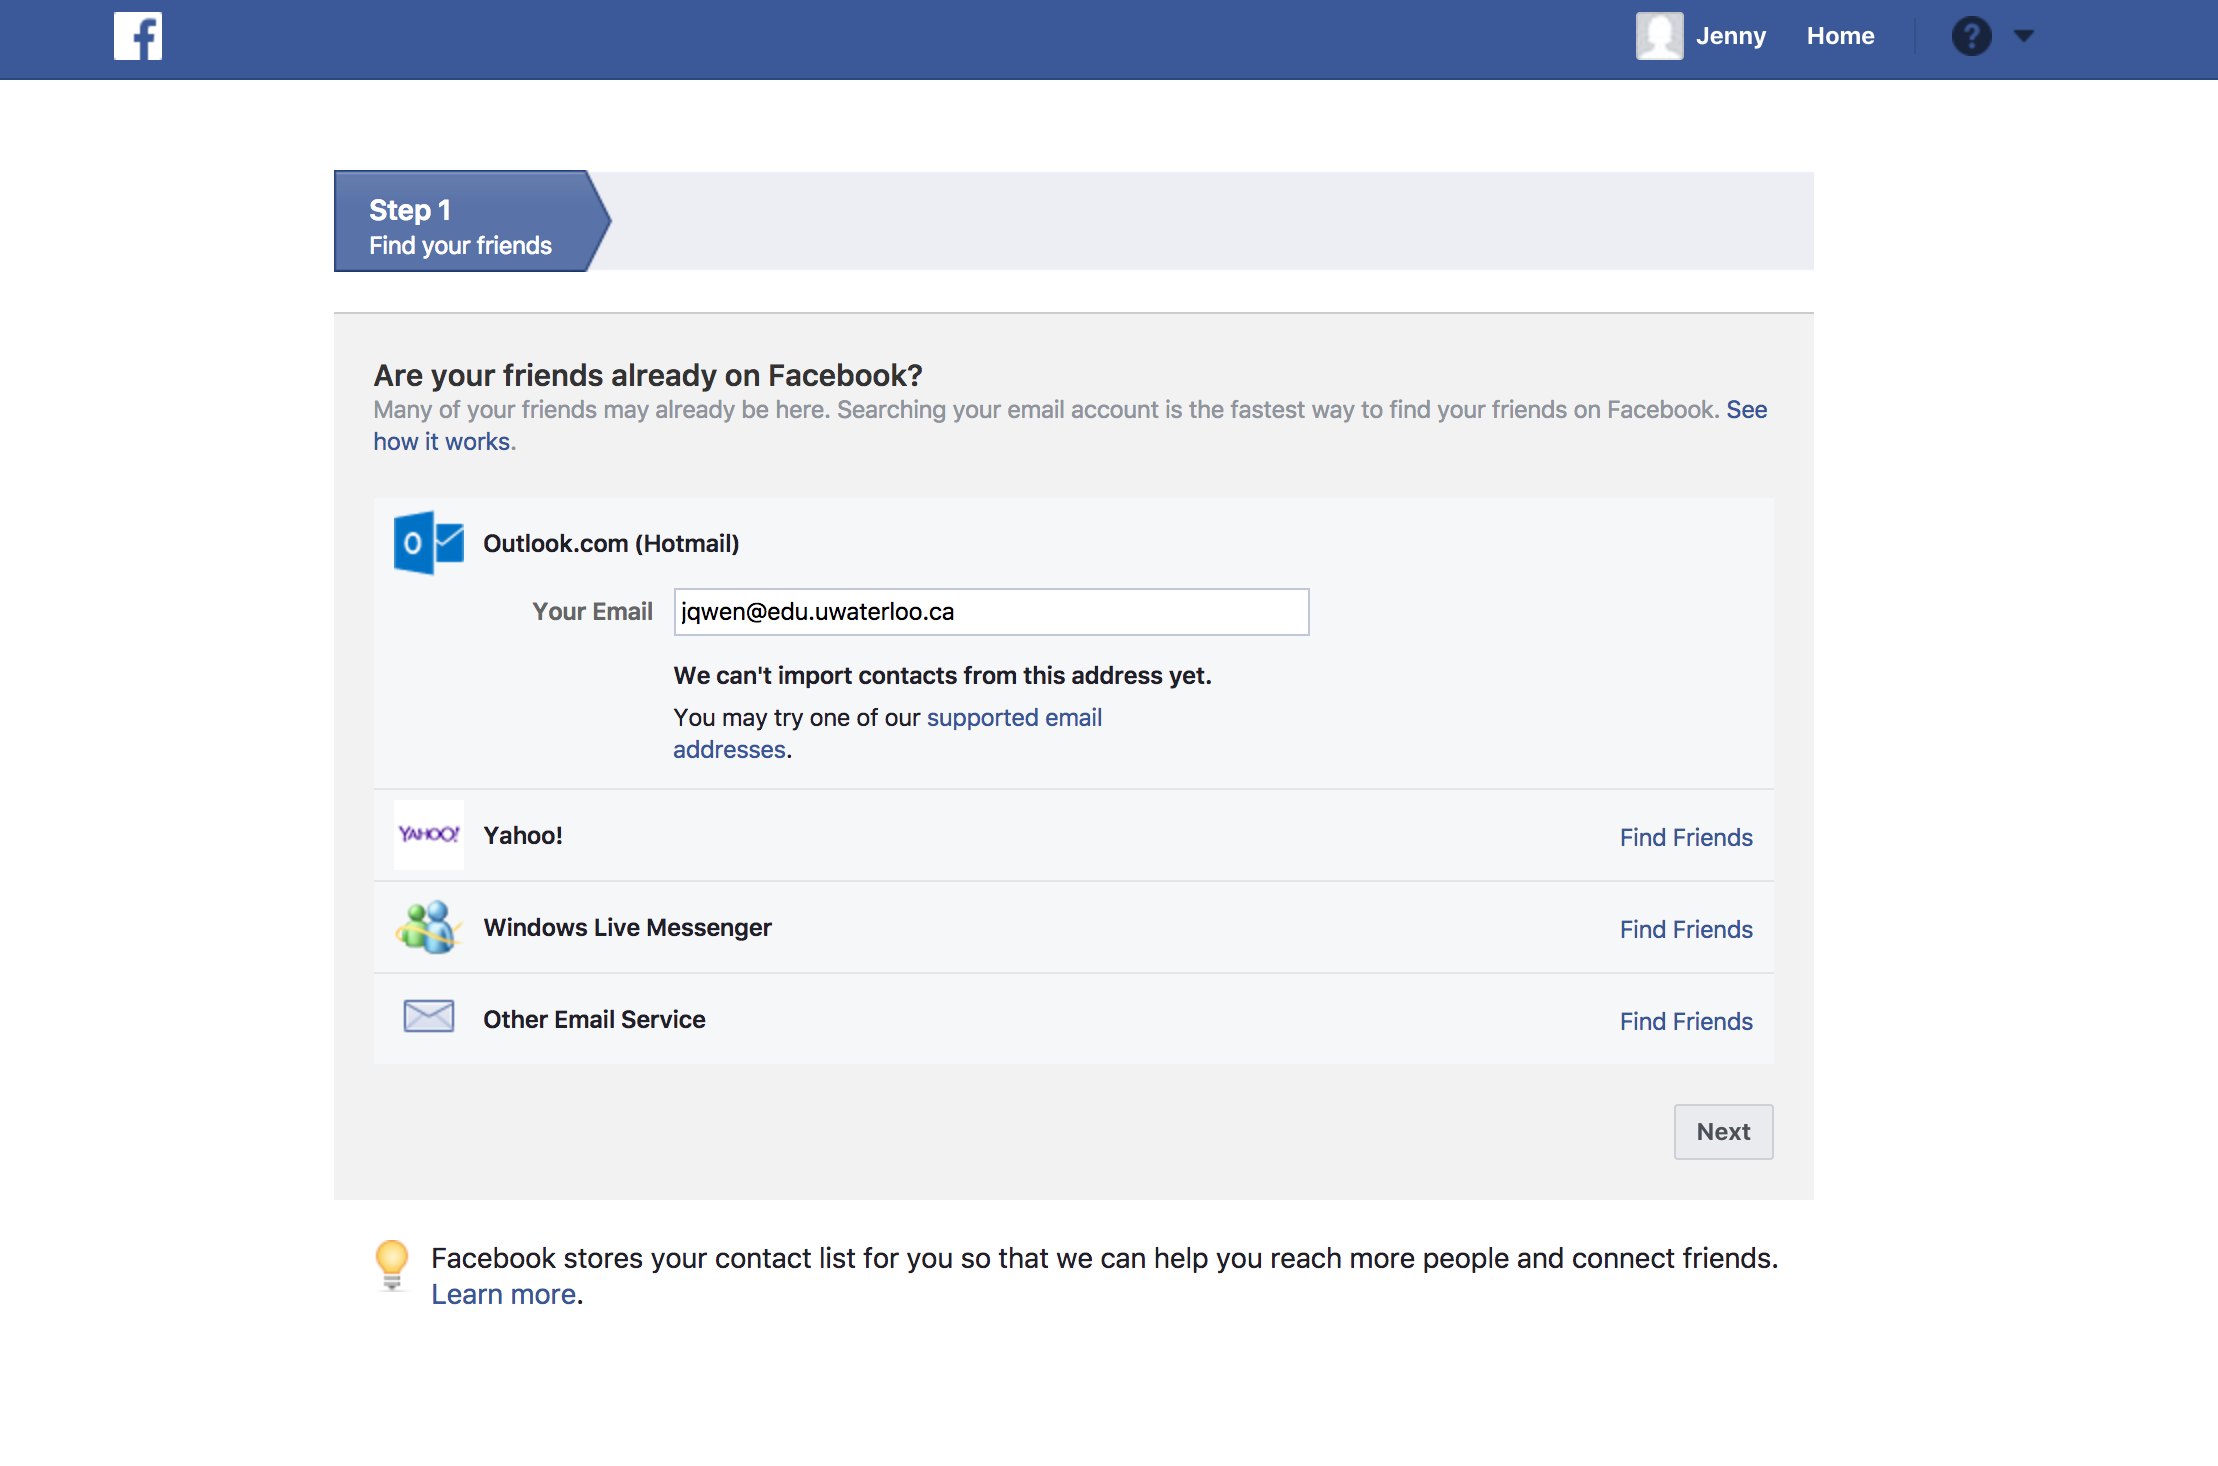 f
Jenny Home ?
Step 1
Find your friends
Are your friends already on Facebook?
Many of your friends may already be here. Searching your email account is the fastest way to find your friends on Facebook. See
how it works.
Outlook.com (Hotmail)
Your Email jqwen@edu.uwaterloo.ca
We can't import contacts from this address yet.
You may try one of our supported email
addresses.
YAHOO! Yahoo! Find Friends
Windows Live Messenger Find Friends
Other Email Service Find Friends
Next
Facebook stores your contact list for you so that we can help you reach more people and connect friends.
Learn more.